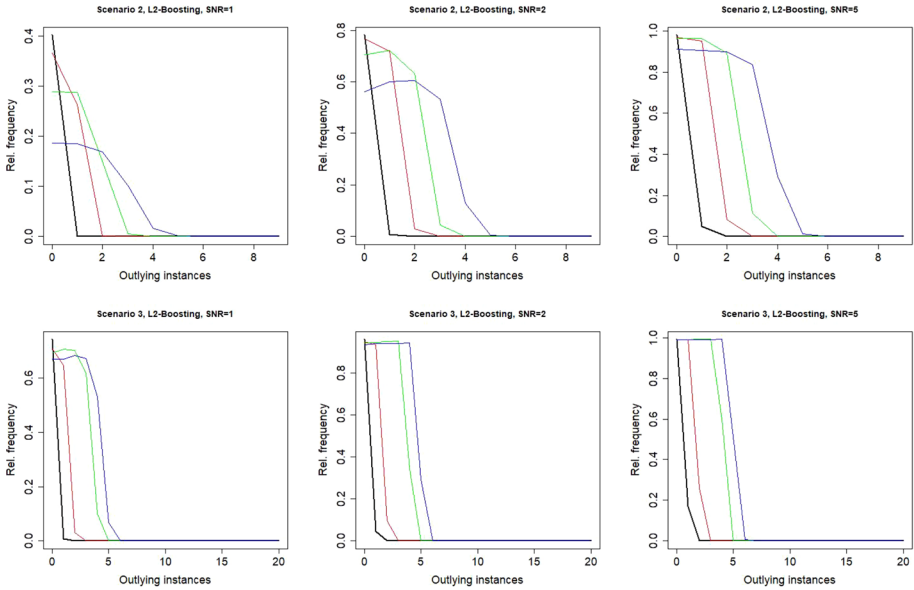 Scenario 2, L2-Boosting, SNR=1
Rel. frequency
0.0 0.1 0.2 0.3 0.4
0 2 4 6 8
Outlying instances
Scenario 2, L2-Boosting, SNR=2
Rel. frequency
0.0 0.2 0.4 0.6 0.8
0 2 4 6 8
Outlying instances
Scenario 2, L2-Boosting, SNR=5
Rel. frequency
0.0 0.2 0.4 0.6 0.8 1.0
0 2 4 6 8
Outlying instances
Scenario 3, L2-Boosting, SNR=1
Rel. frequency
0.0 0.2 0.4 0.6
0 5 10 15 20
Outlying instances
Scenario 3, L2-Boosting, SNR=2
Rel. frequency
0.0 0.2 0.4 0.6 0.8
0 5 10 15 20
Outlying instances
Scenario 3, L2-Boosting, SNR=5
Rel. frequency
0.0 0.2 0.4 0.6 0.8 1.0
0 5 10 15 20
Outlying instances